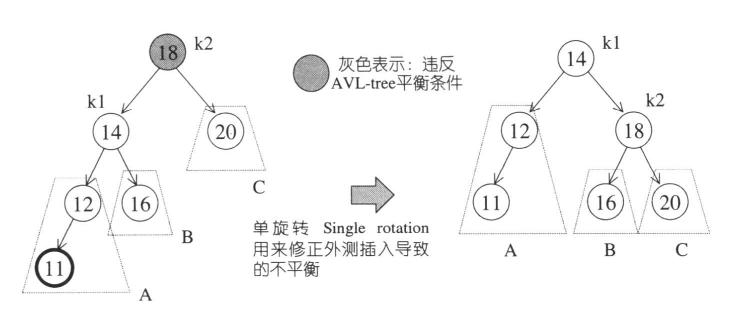 18 k2
灰色表示：违反
AVL-tree平衡条件
14 k1
k1
14
20
12
k2
18
C
12
16
11
16
20
B
单旋转 Single rotation
用来修正外测插入导致
的不平衡
A
B
C
11
A